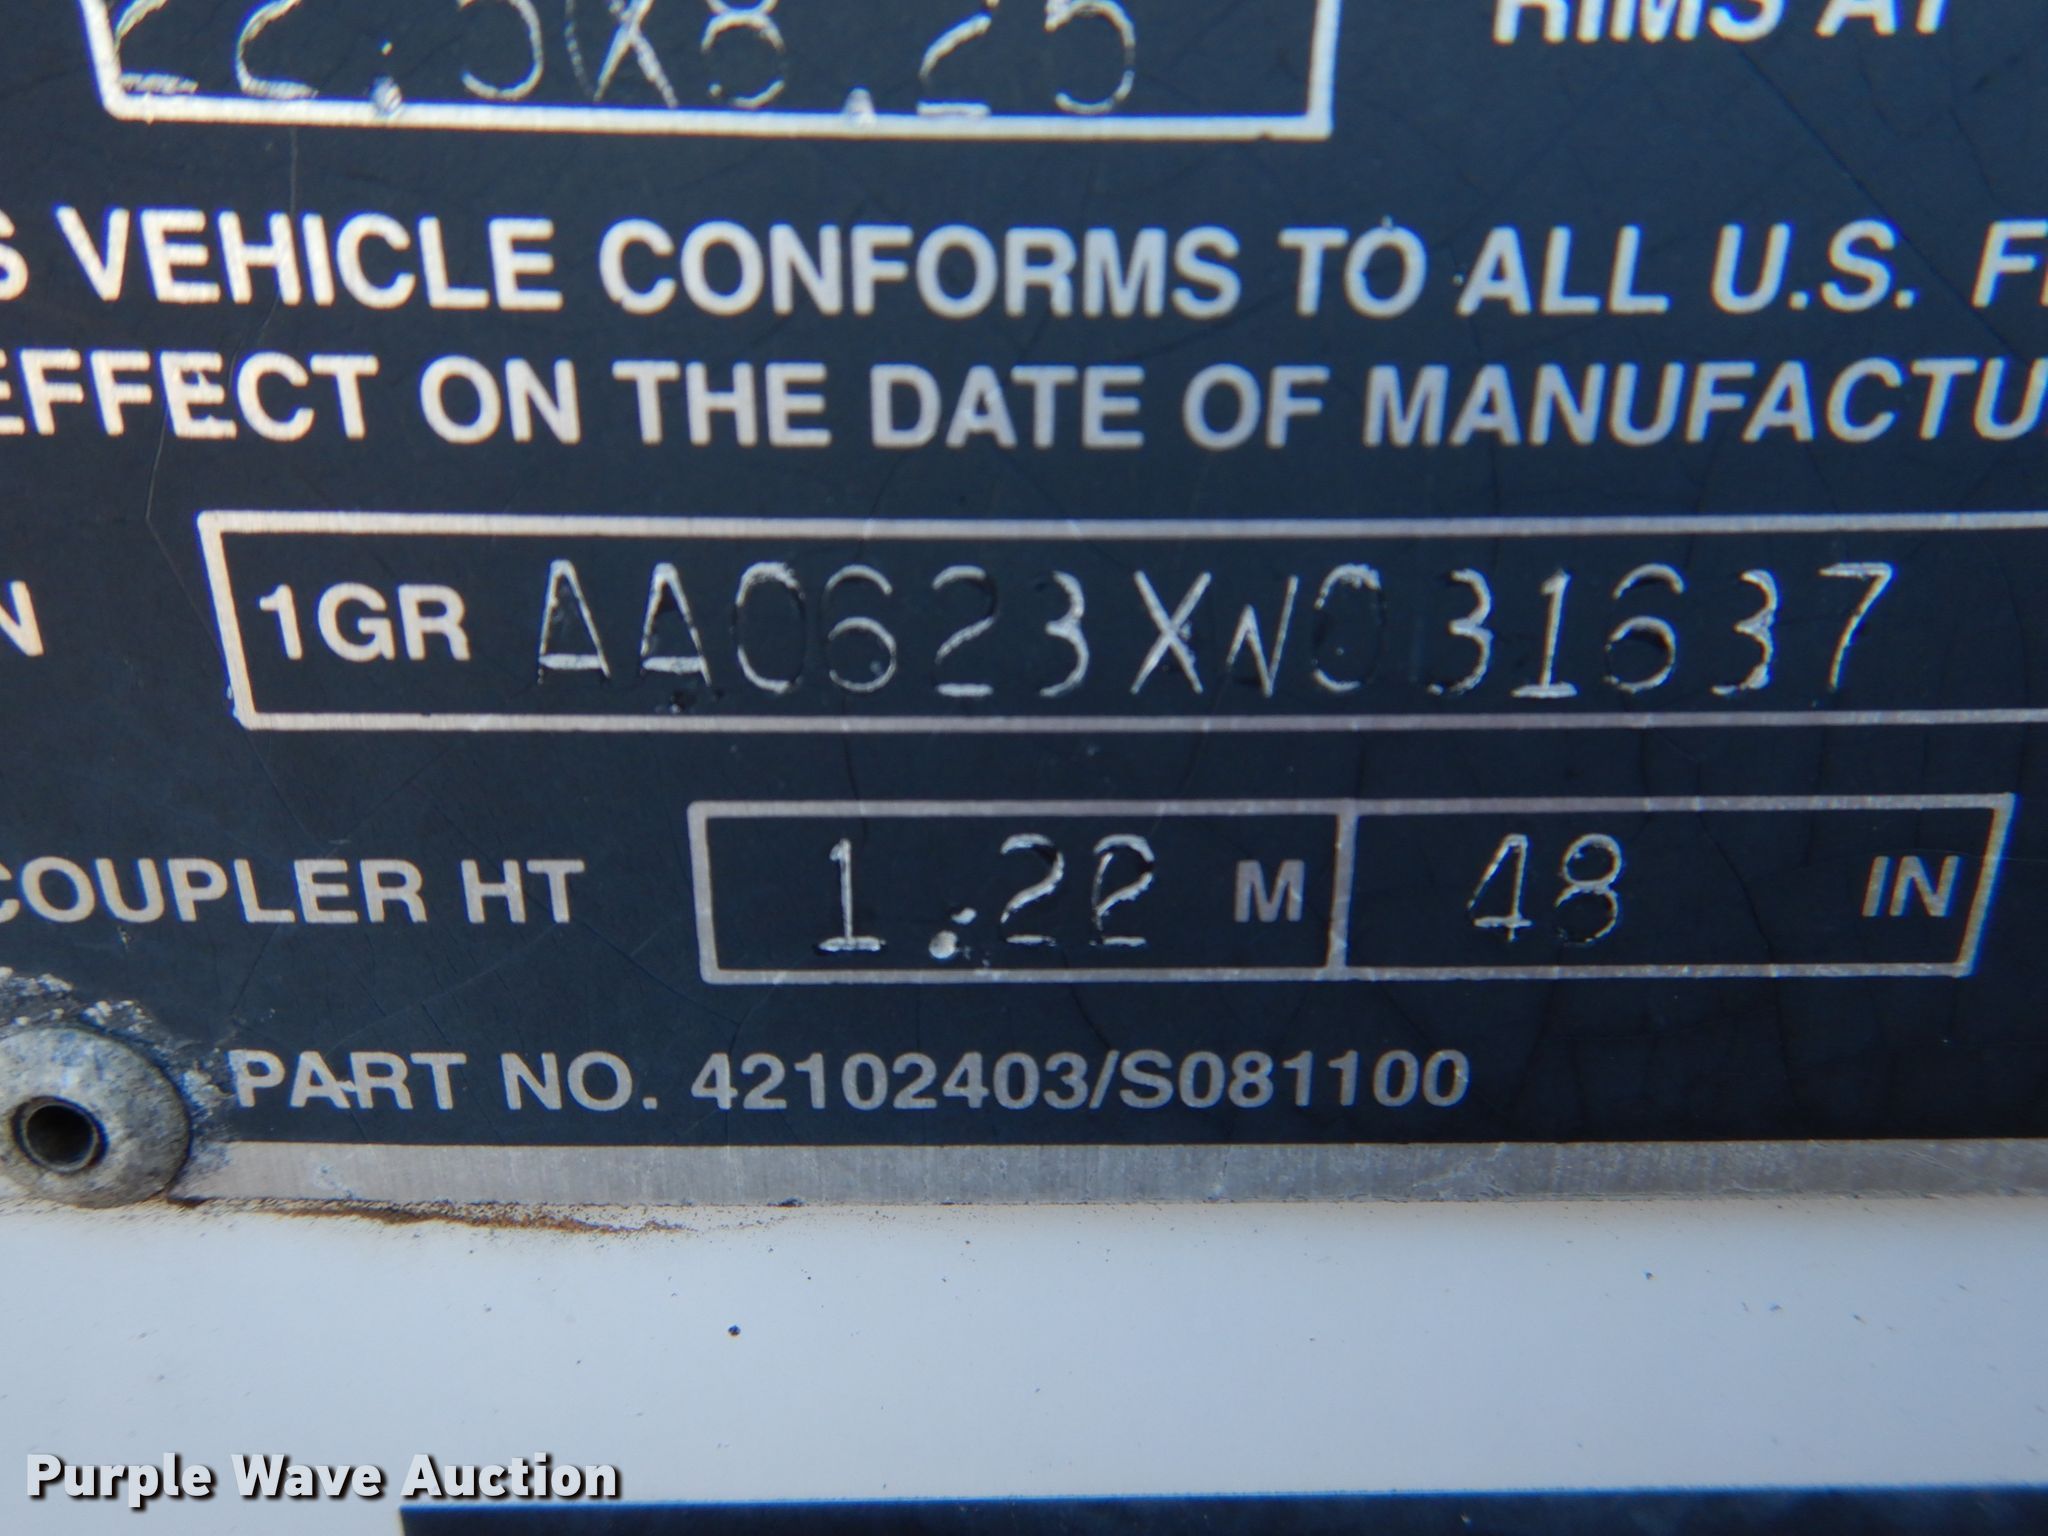 22.5X8.25 RIMS AT
S VEHICLE CONFORMS TO ALL U.S. F
EFFECT ON THE DATE OF MANUFACTU
N 1GR AA0623XW031637
COUPLER HT 1.22 M 48 IN
PART NO. 42102403/S081100
Purple Wave Auction